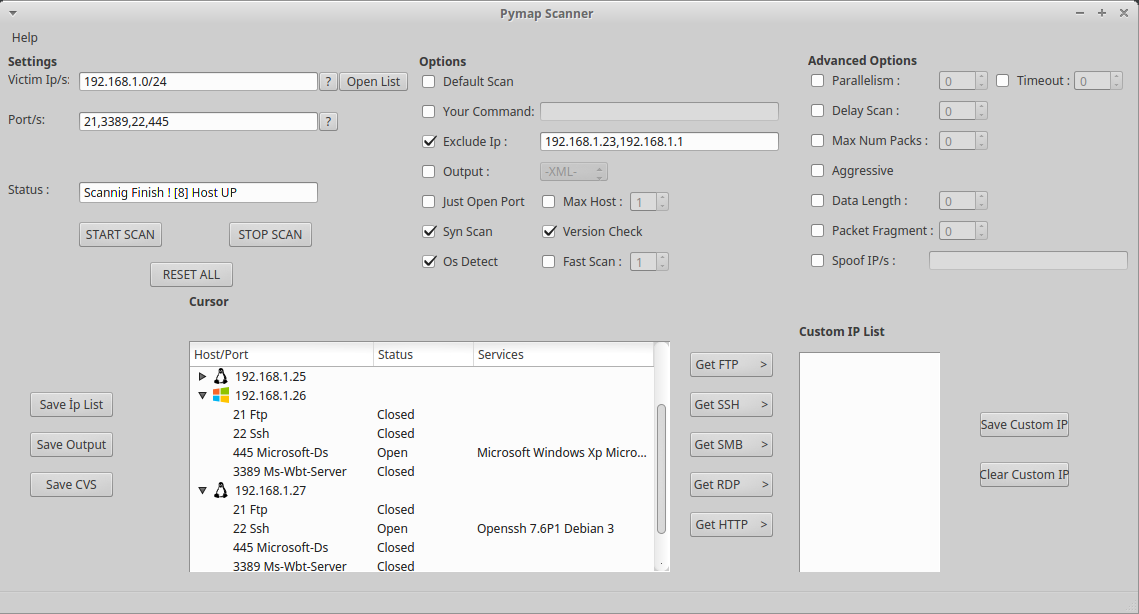 Pymap Scanner
Help
Settings
Victim Ip/s: 192.168.1.0/24 ? Open List
Port/s: 21,3389,22,445 ?
Status : Scannig Finish ! [8] Host UP
START SCAN STOP SCAN
RESET ALL
Options
Default Scan
Your Command:
Exclude Ip : 192.168.1.23,192.168.1.1
Output : -XML-
Just Open Port Max Host : 1
Syn Scan Version Check
Os Detect Fast Scan : 1
Advanced Options
Parallelism : 0 Timeout : 0
Delay Scan : 0
Max Num Packs : 0
Aggressive
Data Length : 0
Packet Fragment : 0
Spoof IP/s :
Cursor
Save İp List
Save Output
Save CVS
Host/Port Status Services
192.168.1.25
192.168.1.26
21 Ftp Closed
22 Ssh Closed
445 Microsoft-Ds Open Microsoft Windows Xp Micro...
3389 Ms-Wbt-Server Closed
192.168.1.27
21 Ftp Closed
22 Ssh Open Openssh 7.6P1 Debian 3
445 Microsoft-Ds Closed
3389 Ms-Wbt-Server Closed
Get FTP >
Get SSH >
Get SMB >
Get RDP >
Get HTTP >
Custom IP List
Save Custom IP
Clear Custom IP